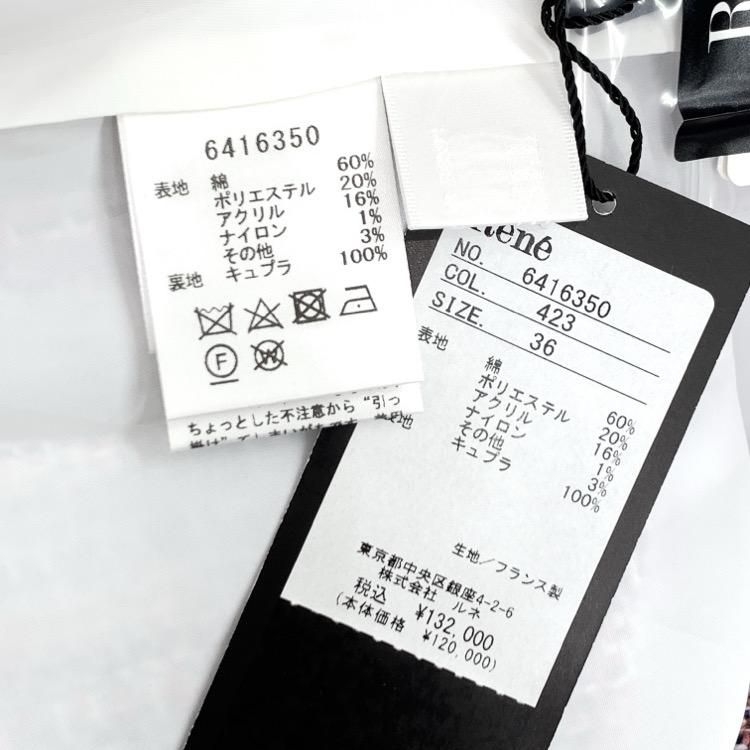 6416350
表地 綿 60%
ポリエステル 20%
アクリル 16%
ナイロン 1%
その他 3%
裏地 キュプラ 100%
F
W
ちょっとした不注意から“引っ
René
NO. 6416350
COL. 423
SIZE. 36
表地
綿 60%
ポリエステル 20%
アクリル 16%
ナイロン 1%
その他 3%
キュプラ 100%
生地/フランス製
東京都中央区銀座4-2-6
株式会社 ルネ
税込 ¥132,000
(本体価格 ¥120,000)